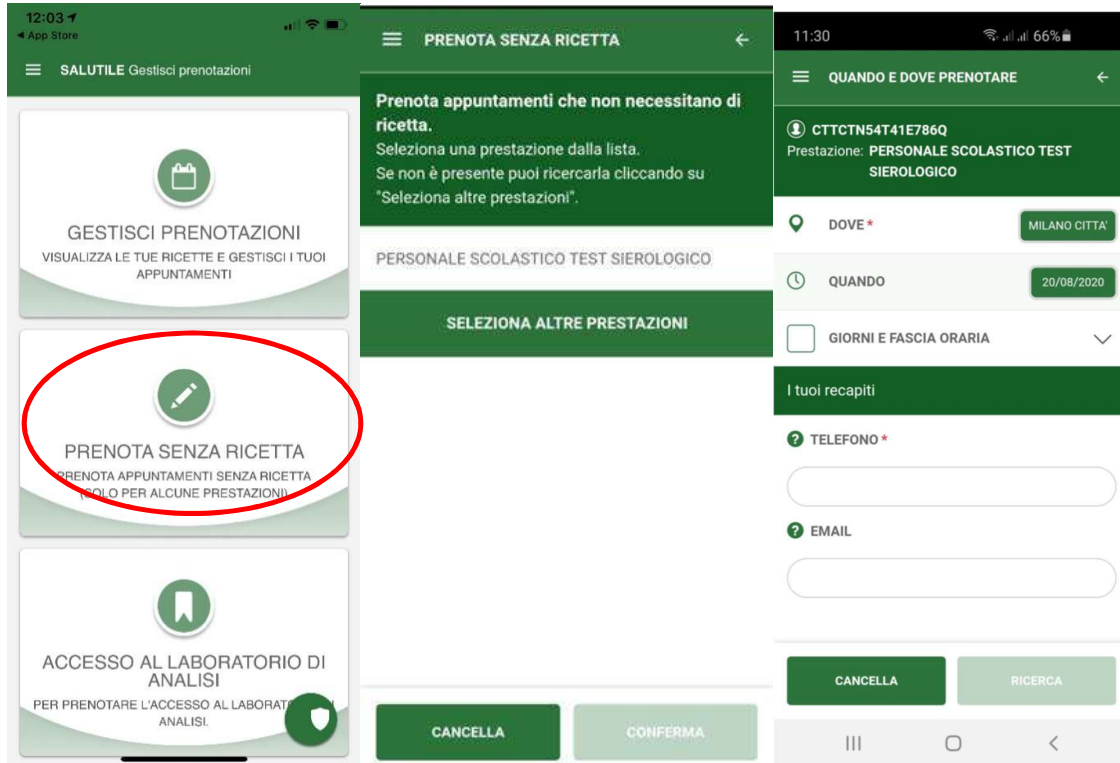 12:03
◀ App Store
SALUTILE Gestisci prenotazioni
GESTISCI PRENOTAZIONI
VISUALIZZA LE TUE RICETTE E GESTISCI I TUOI
APPUNTAMENTI
PRENOTA SENZA RICETTA
PRENOTA APPUNTAMENTI SENZA RICETTA
(SOLO PER ALCUNE PRESTAZIONI)
ACCESSO AL LABORATORIO DI
ANALISI
PER PRENOTARE L'ACCESSO AL
ANALISI.
PRENOTA SENZA RICETTA
Prenota appuntamenti che non necessitano di
ricetta.
Seleziona una prestazione dalla lista.
Se non è presente puoi ricercarla cliccando su
"Seleziona altre prestazioni".
PERSONALE SCOLASTICO TEST SIEROLOGICO
SELEZIONA ALTRE PRESTAZIONI
CANCELLA
CONFERMA
11:30
66%
QUANDO E DOVE PRENOTARE
CTTCTN54T41E786Q
Prestazione: PERSONALE SCOLASTICO TEST
SIEROLOGICO
DOVE *
MILANO CITTA'
QUANDO
20/08/2020
GIORNI E FASCIA ORARIA
I tuoi recapiti
? TELEFONO *
? EMAIL
CANCELLA
RICERCA